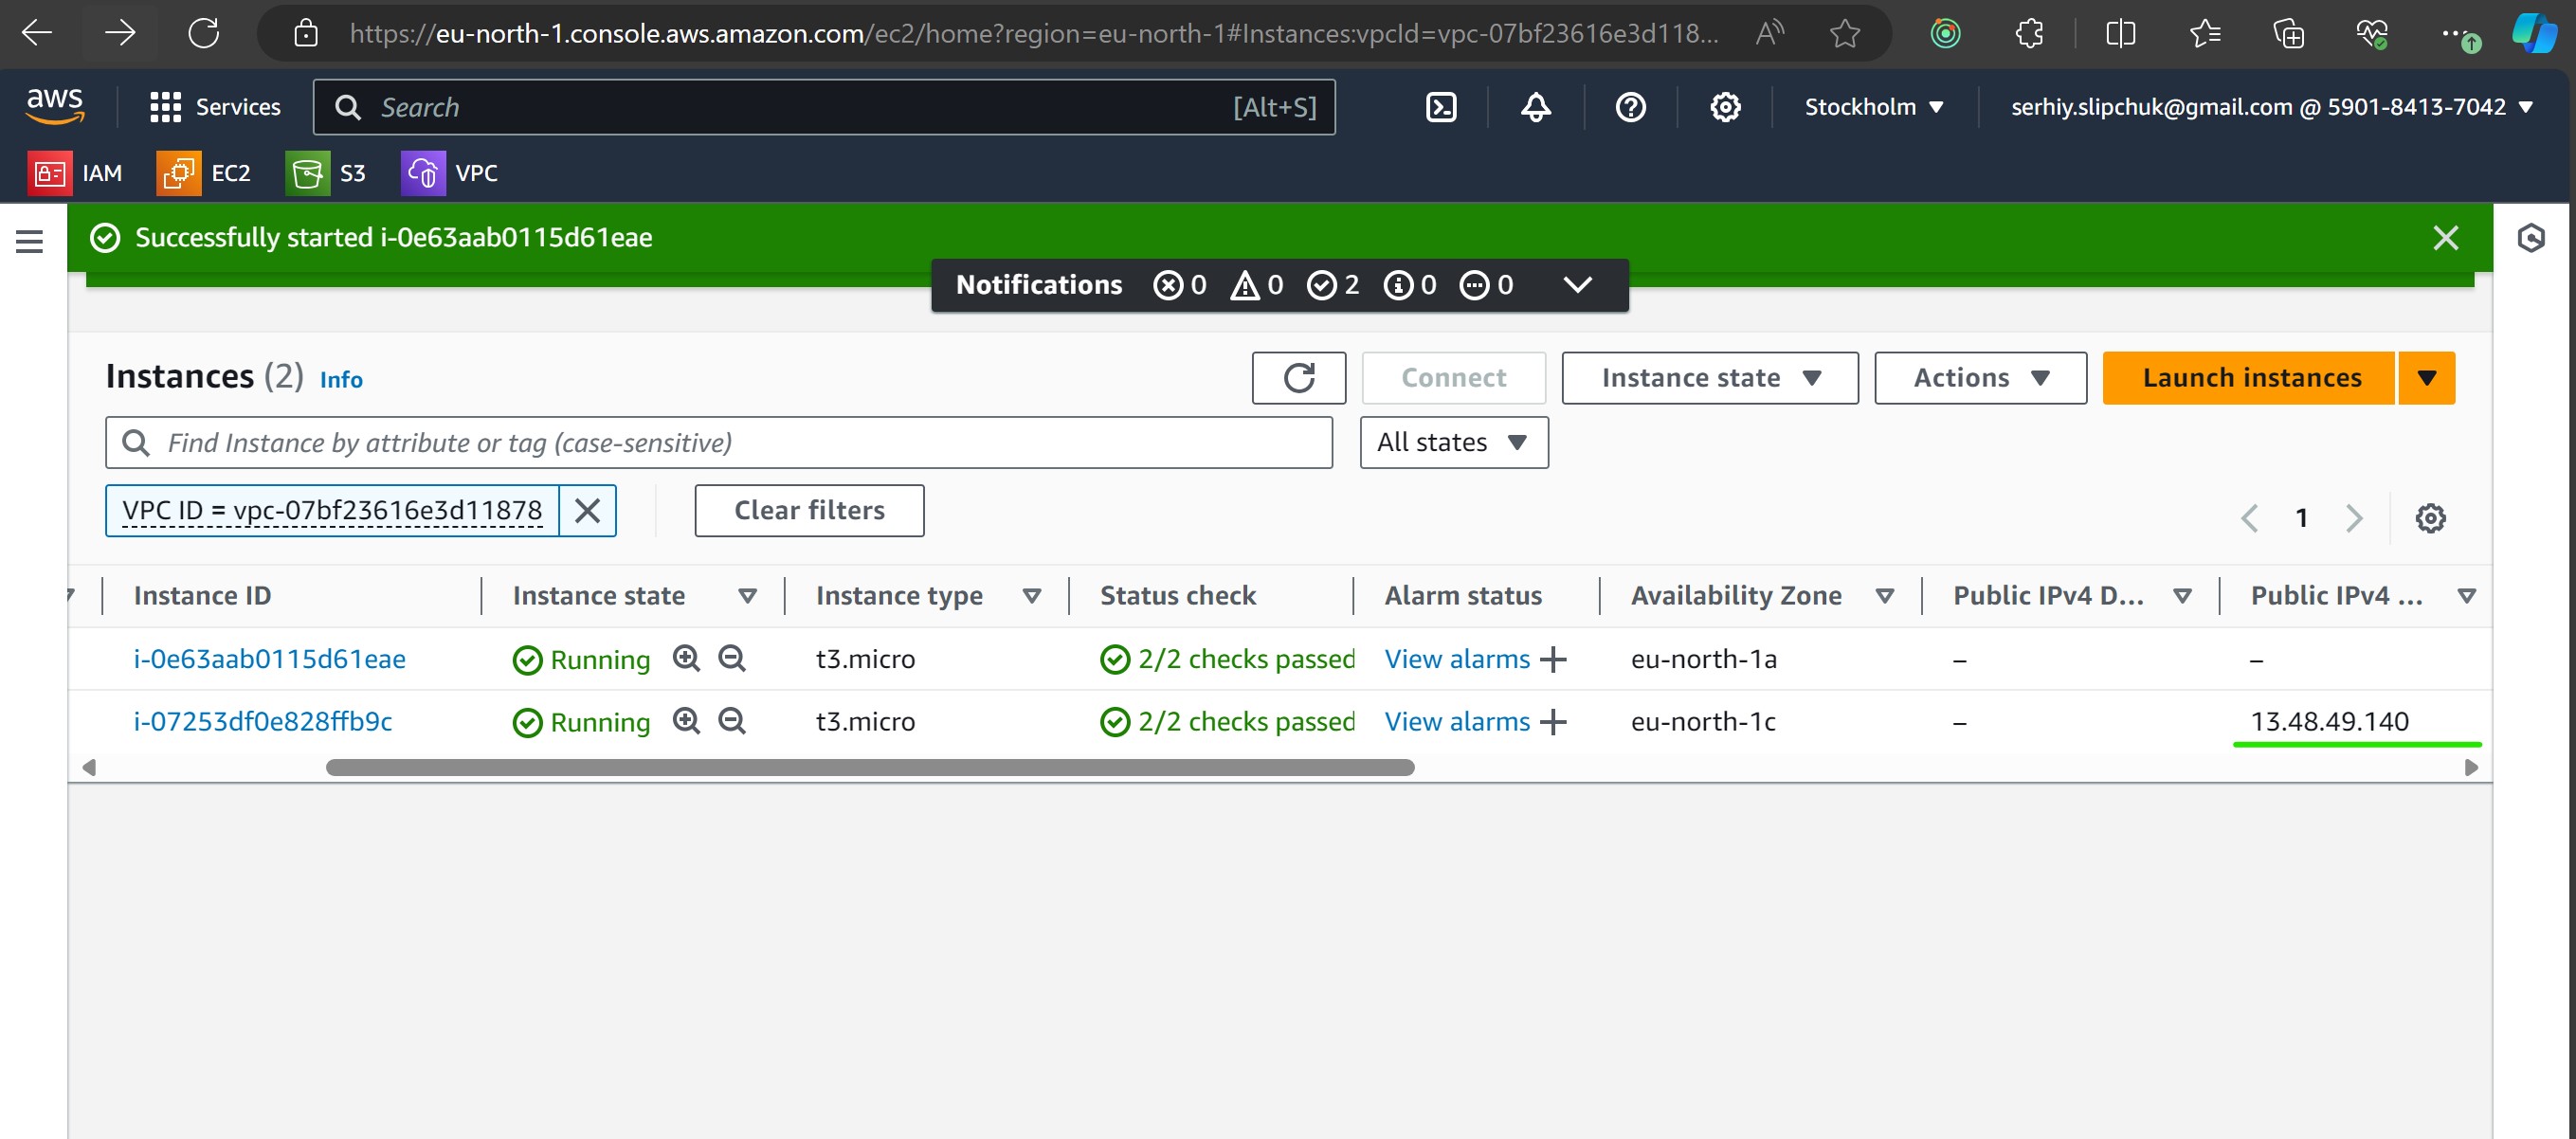 https://eu-north-1.console.aws.amazon.com/ec2/home?region=eu-north-1#Instances:vpcId=vpc-07bf23616e3d118...
aws Services Search [Alt+S] Stockholm serhiy.slipchuk@gmail.com @ 5901-8413-7042
IAM EC2 S3 VPC
Successfully started i-0e63aab0115d61eae
Notifications 0 0 2 0 0
Instances (2) Info Connect Instance state Actions Launch instances
Find Instance by attribute or tag (case-sensitive) All states
VPC ID = vpc-07bf23616e3d11878 Clear filters 1
Instance ID Instance state Instance type Status check Alarm status Availability Zone Public IPv4 D... Public IPv4 ...
i-0e63aab0115d61eae Running t3.micro 2/2 checks passed View alarms + eu-north-1a – –
i-07253df0e828ffb9c Running t3.micro 2/2 checks passed View alarms + eu-north-1c – 13.48.49.140